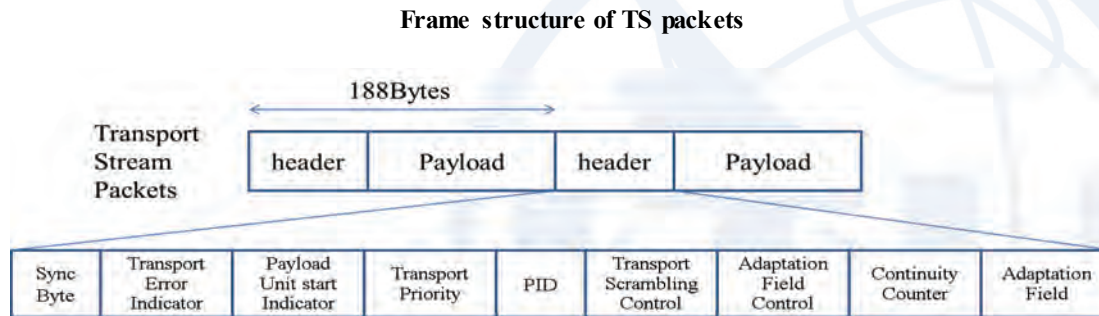 Frame structure of TS packets
188Bytes
Transport
Stream
Packets
header Payload header Payload
Sync
Byte
Transport
Error
Indicator
Payload
Unit start
Indicator
Transport
Priority
PID
Transport
Scrambling
Control
Adaptation
Field
Control
Continuity
Counter
Adaptation
Field